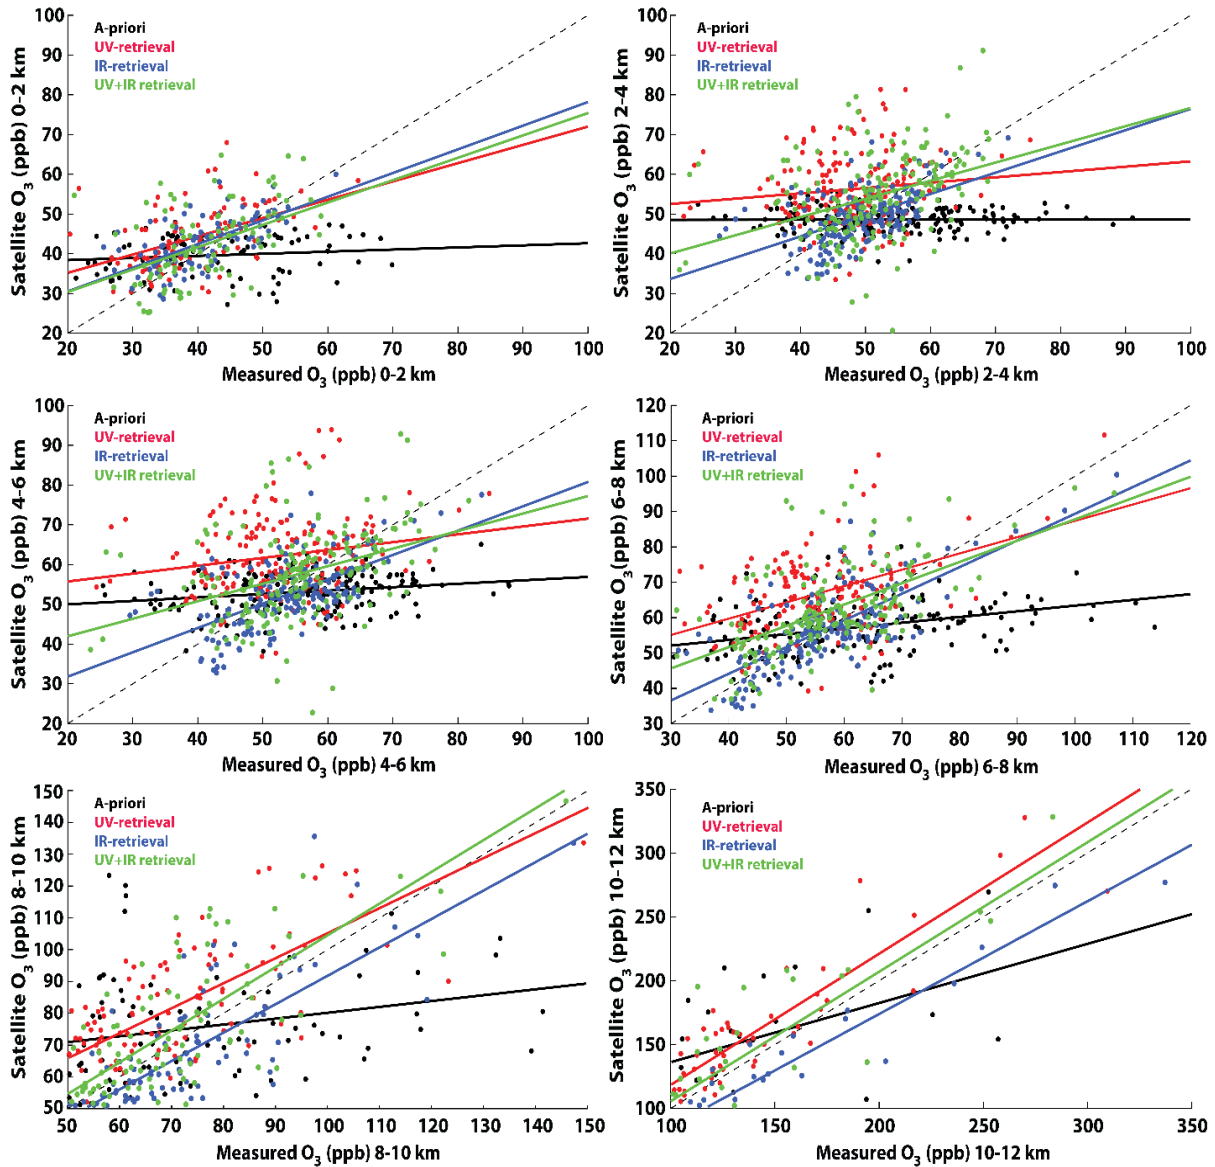 100
90
80
70
60
50
40
30
20
A-priori
UV-retrieval
IR-retrieval
UV+IR retrieval
Satellite O3 (ppb) 0-2 km
20 30 40 50 60 70 80 90 100
Measured O3 (ppb) 0-2 km
100
90
80
70
60
50
40
30
20
A-priori
UV-retrieval
IR-retrieval
UV+IR retrieval
Satellite O3 (ppb) 2-4 km
20 30 40 50 60 70 80 90 100
Measured O3 (ppb) 2-4 km
100
90
80
70
60
50
40
30
20
A-priori
UV-retrieval
IR-retrieval
UV+IR retrieval
Satellite O3 (ppb) 4-6 km
20 30 40 50 60 70 80 90 100
Measured O3 (ppb) 4-6 km
120
110
100
90
80
70
60
50
40
30
A-priori
UV-retrieval
IR-retrieval
UV+IR retrieval
Satellite O3 (ppb) 6-8 km
30 40 50 60 70 80 90 100 110 120
Measured O3 (ppb) 6-8 km
150
140
130
120
110
100
90
80
70
60
50
A-priori
UV-retrieval
IR-retrieval
UV+IR retrieval
Satellite O3 (ppb) 8-10 km
50 60 70 80 90 100 110 120 130 140 150
Measured O3 (ppb) 8-10 km
350
300
250
200
150
100
A-priori
UV-retrieval
IR-retrieval
UV+IR retrieval
Satellite O3 (ppb) 10-12 km
100 150 200 250 300 350
Measured O3 (ppb) 10-12 km